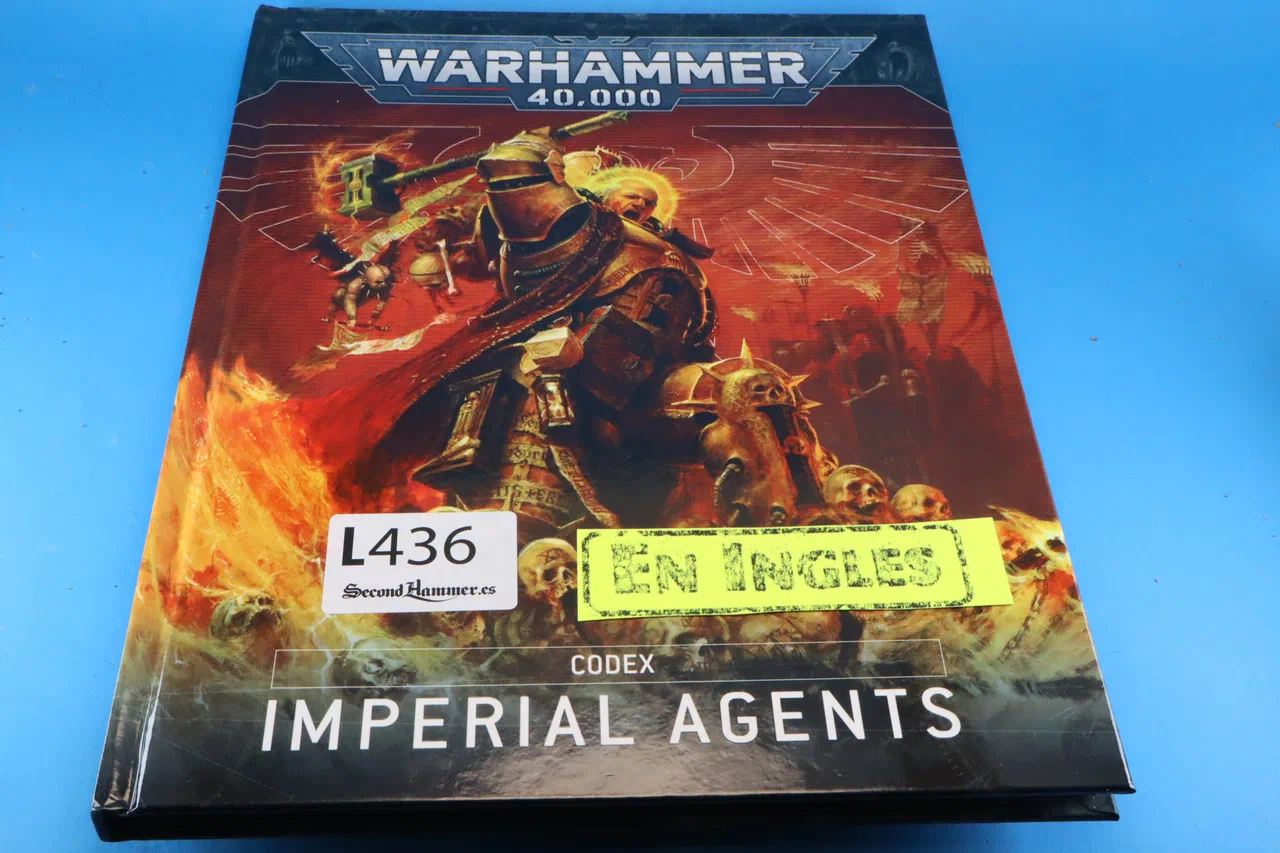 WARHAMMER
40,000
L436
SecondHammer.es
EN INGLES
CODEX
IMPERIAL AGENTS